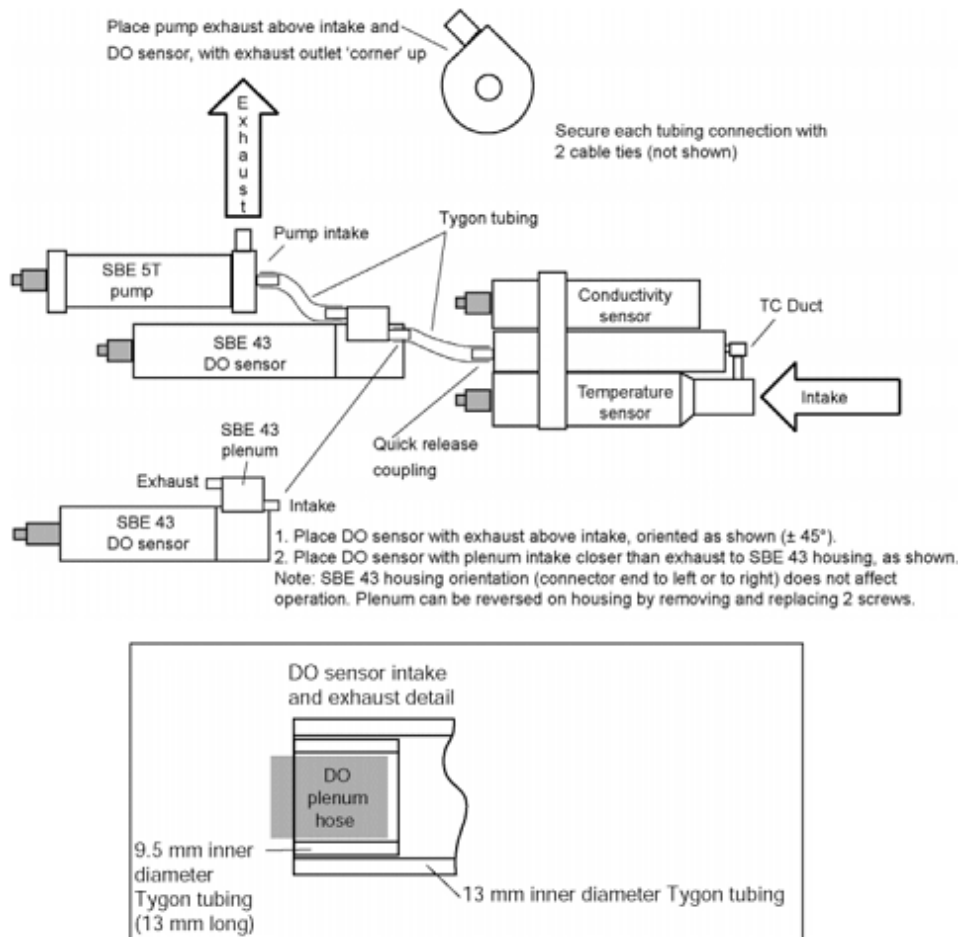 Place pump exhaust above intake and
DO sensor, with exhaust outlet 'corner' up
Exhaust
Secure each tubing connection with
2 cable ties (not shown)
Pump intake
Tygon tubing
SBE 5T
pump
Conductivity
sensor
TC Duct
SBE 43
DO sensor
Temperature
sensor
Intake
SBE 43
plenum
Quick release
coupling
Exhaust
Intake
SBE 43
DO sensor
1. Place DO sensor with exhaust above intake, oriented as shown (± 45°).
2. Place DO sensor with plenum intake closer than exhaust to SBE 43 housing, as shown.
Note: SBE 43 housing orientation (connector end to left or to right) does not affect
operation. Plenum can be reversed on housing by removing and replacing 2 screws.
DO sensor intake
and exhaust detail
DO
plenum
hose
9.5 mm inner
diameter
Tygon tubing
(13 mm long)
13 mm inner diameter Tygon tubing